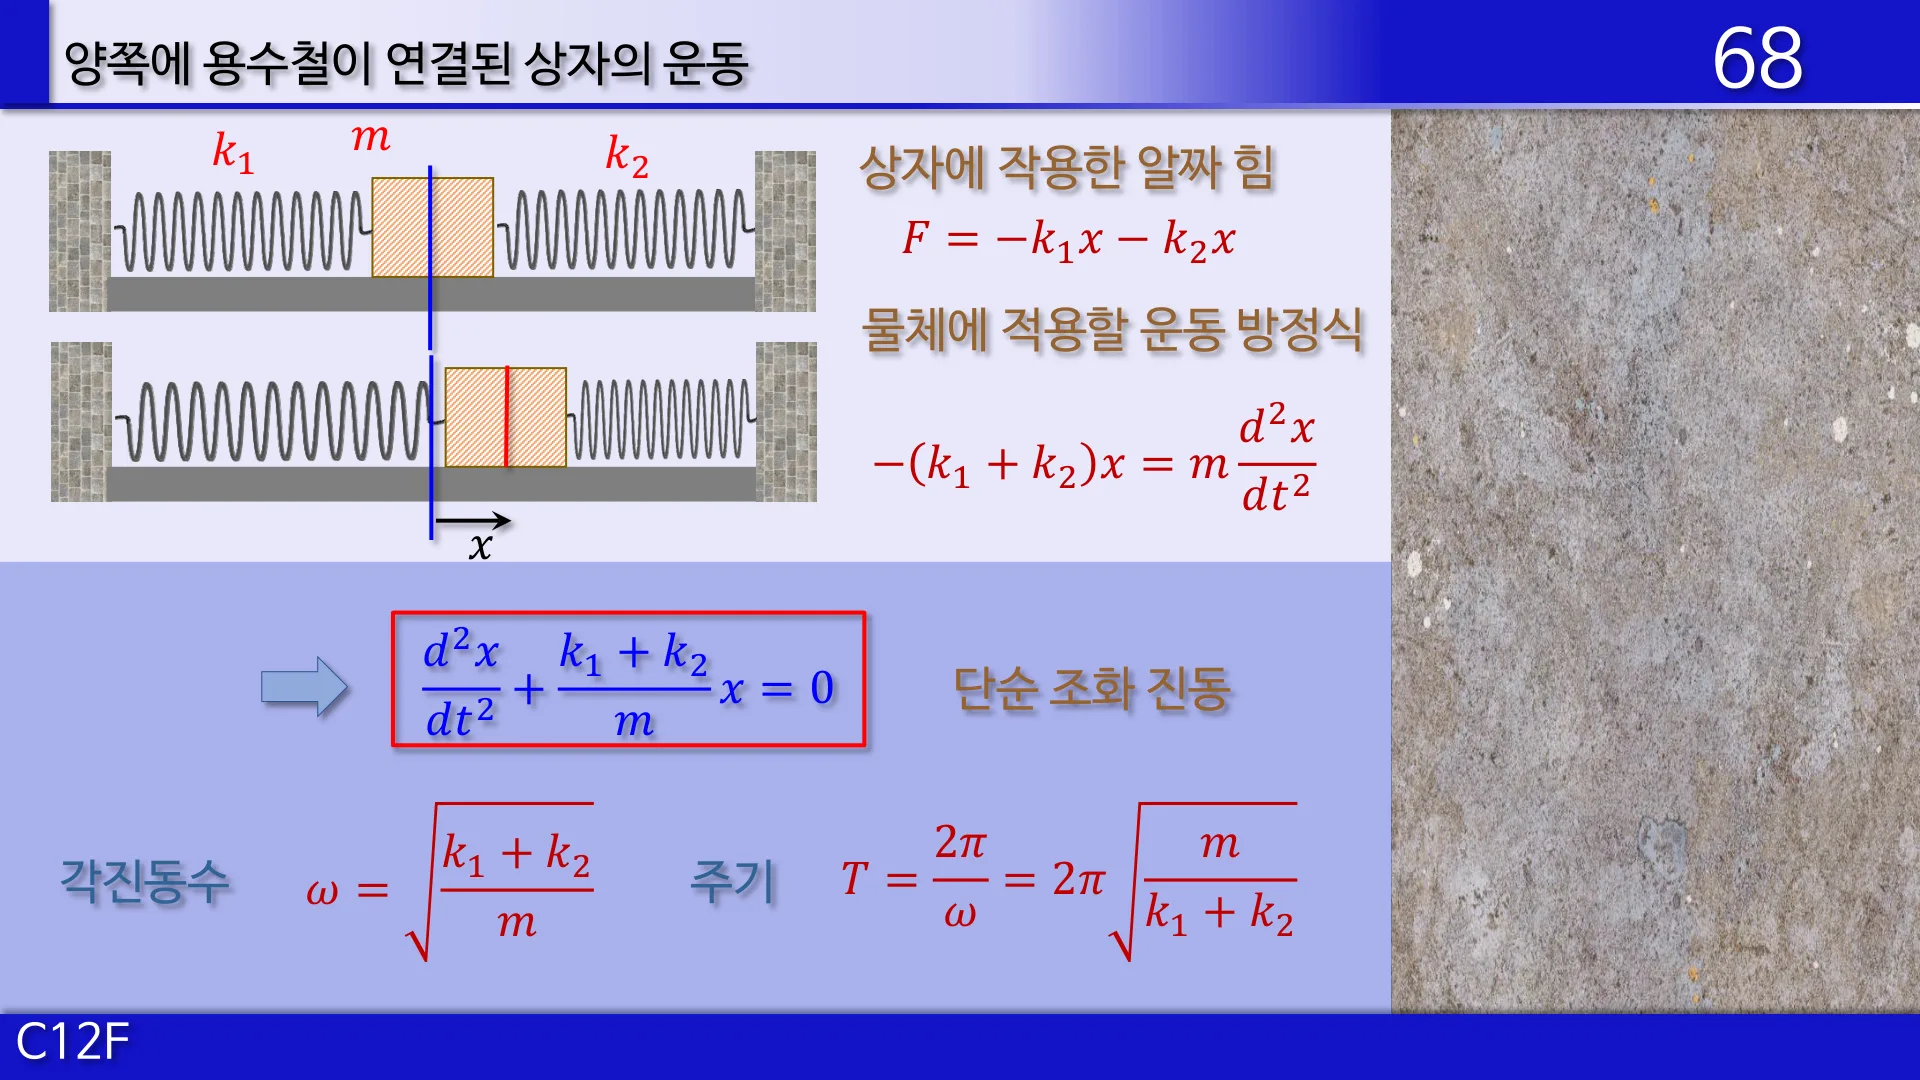 양쪽에 용수철이 연결된 상자의 운동
68
k₁
m
k₂
상자에 작용한 알짜 힘
F = −k₁x − k₂x
물체에 적용할 운동 방정식
−(k₁ + k₂)x = m d²x/dt²
x
d²x/dt² + (k₁ + k₂)/m x = 0
단순 조화 진동
각진동수
ω = √((k₁ + k₂)/m)
주기
T = 2π/ω = 2π√(m/(k₁ + k₂))
C12F